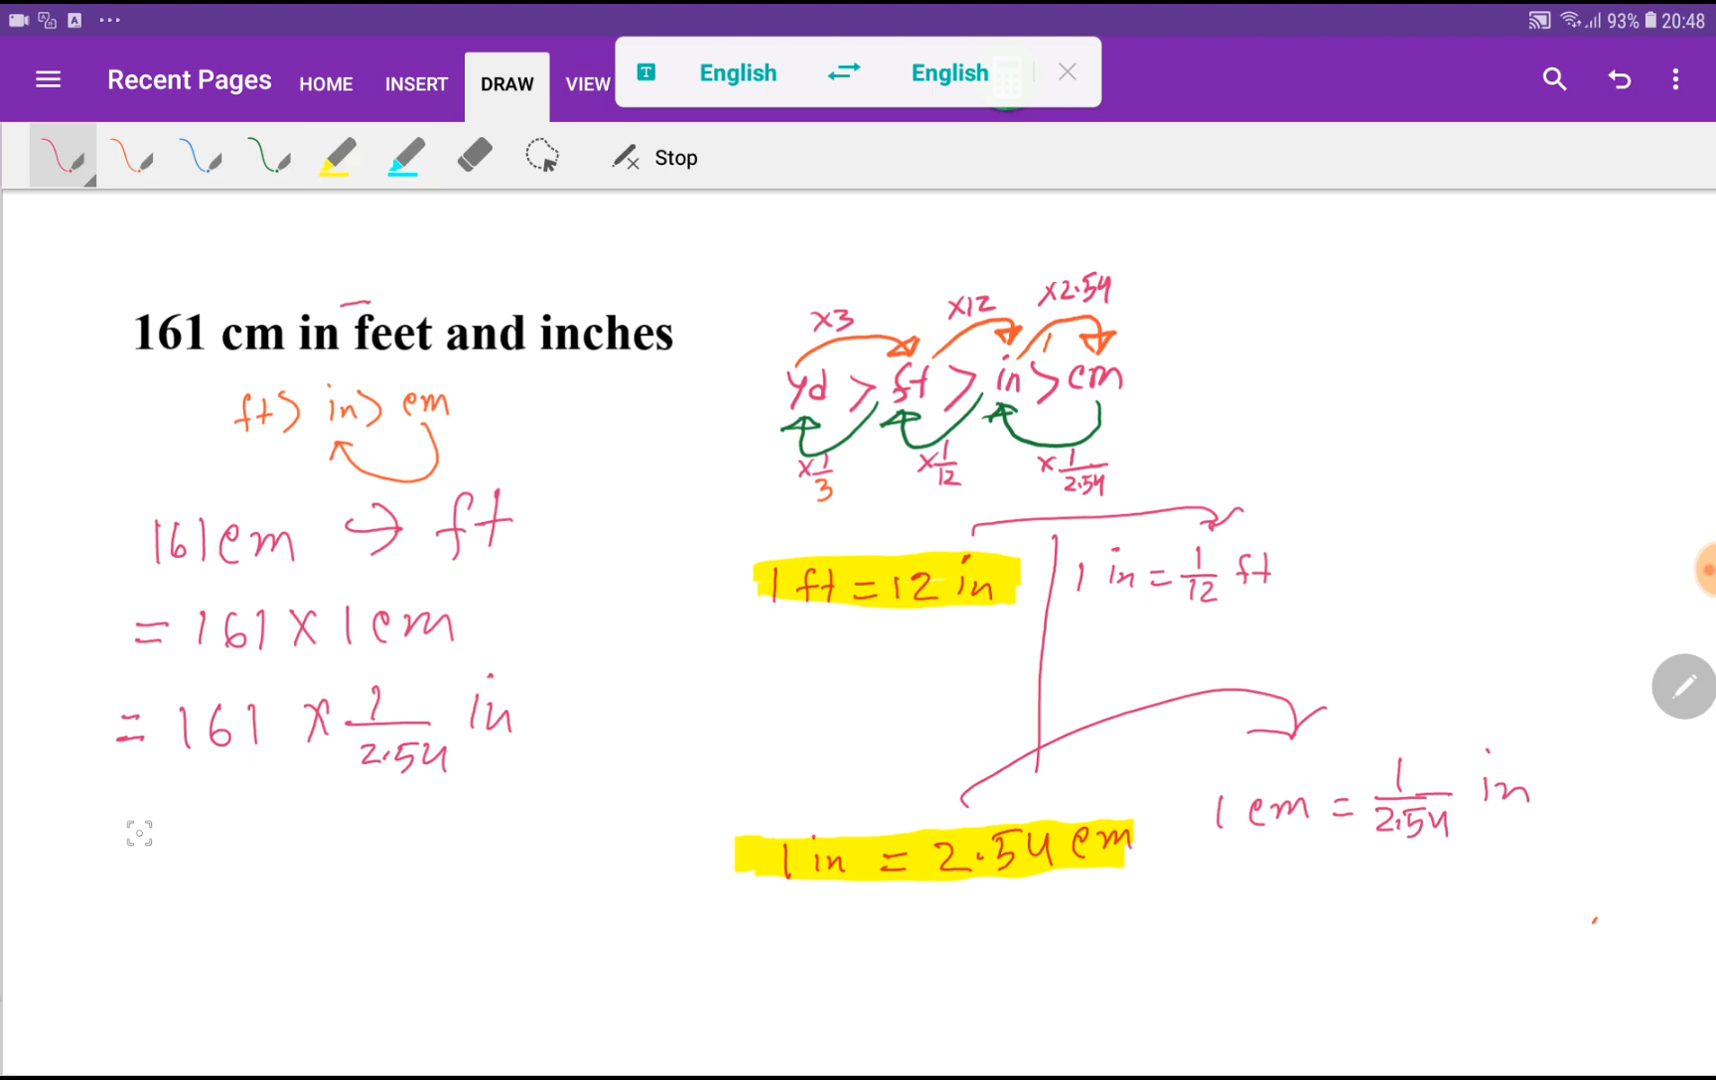 93% 20:48
Recent Pages HOME INSERT DRAW VIEW
English English
Stop
161 cm in feet and inches
ft > in > cm
161 cm → ft
= 161 × 1 cm
= 161 × 1/2.54 in
×3 ×12 ×2.54
yd > ft > in > cm
×1/3 ×1/12 ×1/2.54
1 ft = 12 in
1 in = 1/12 ft
1 cm = 1/2.54 in
1 in = 2.54 cm